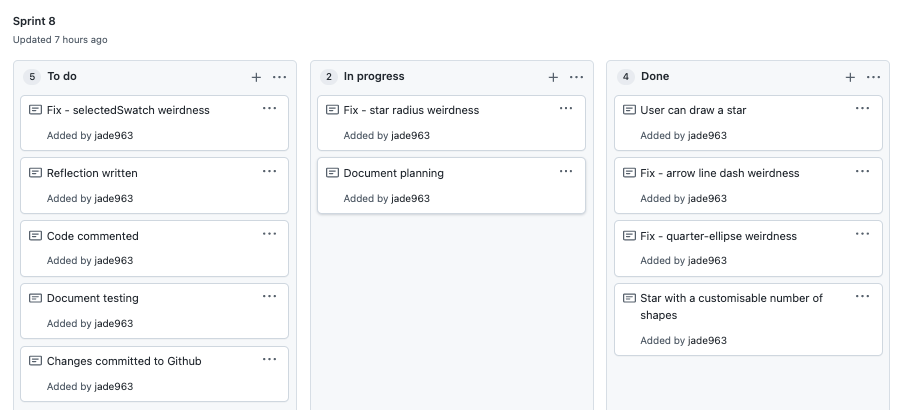 Sprint 8
Updated 7 hours ago
5 To do
Fix - selectedSwatch weirdness
Added by jade963
Reflection written
Added by jade963
Code commented
Added by jade963
Document testing
Added by jade963
Changes committed to Github
Added by jade963
2 In progress
Fix - star radius weirdness
Added by jade963
Document planning
Added by jade963
4 Done
User can draw a star
Added by jade963
Fix - arrow line dash weirdness
Added by jade963
Fix - quarter-ellipse weirdness
Added by jade963
Star with a customisable number of
shapes
Added by jade963